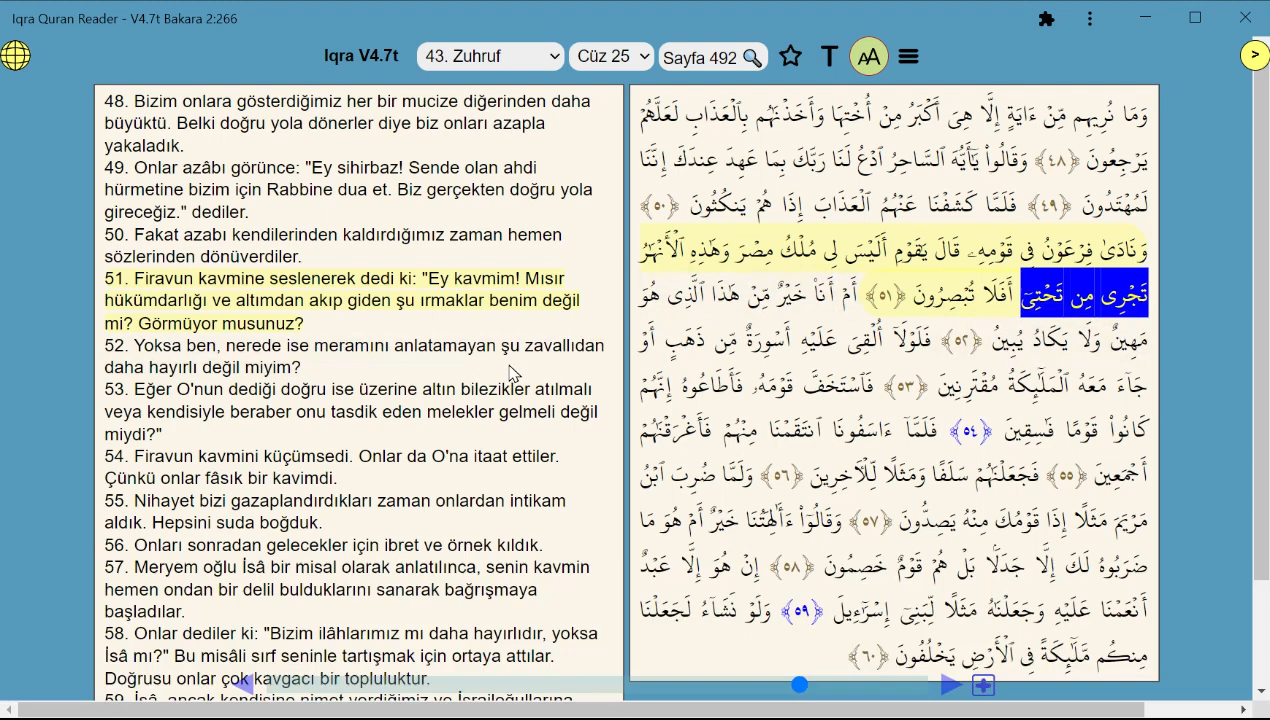 Iqra Quran Reader - V4.7t Bakara 2:266
Iqra V4.7t
43. Zuhruf
Cüz 25
Sayfa 492
T
AA
>
48. Bizim onlara gösterdiğimiz her bir mucize diğerinden daha
büyüktü. Belki doğru yola dönerler diye biz onları azapla
yakaladık.
49. Onlar azâbı görünce: "Ey sihirbaz! Sende olan ahdi
hürmetine bizim için Rabbine dua et. Biz gerçekten doğru yola
gireceğiz." dediler.
50. Fakat azabı kendilerinden kaldırdığımız zaman hemen
sözlerinden dönüverdiler.
51. Firavun kavmine seslenerek dedi ki: "Ey kavmim! Mısır
hükümdarlığı ve altımdan akıp giden şu ırmaklar benim değil
mi? Görmüyor musunuz?
52. Yoksa ben, nerede ise meramını anlatamayan şu zavallıdan
daha hayırlı değil miyim?
53. Eğer O'nun dediği doğru ise üzerine altın bilezikler atılmalı
veya kendisiyle beraber onu tasdik eden melekler gelmeli değil
miydi?"
54. Firavun kavmini küçümsedi. Onlar da O'na itaat ettiler.
Çünkü onlar fâsık bir kavimdi.
55. Nihayet bizi gazaplandırdıkları zaman onlardan intikam
aldık. Hepsini suda boğduk.
56. Onları sonradan gelecekler için ibret ve örnek kıldık.
57. Meryem oğlu İsâ bir misal olarak anlatılınca, senin kavmin
hemen ondan bir delil bulduklarını sanarak bağrışmaya
başladılar.
58. Onlar dediler ki: "Bizim ilâhlarımız mı daha hayırlıdır, yoksa
İsâ mı?" Bu misâli sırf seninle tartışmak için ortaya attılar.
Doğrusu onlar çok kavgacı bir topluluktur.
59. İsâ, ancak kendisine nimet verdiğimiz ve İsrailoğullarına
وَمَا نُرِيهِم مِّنْ ءَايَةٍ إِلَّا هِىَ أَكْبَرُ مِنْ أُخْتِهَا وَأَخَذْنَٰهُم بِٱلْعَذَابِ لَعَلَّهُمْ
يَرْجِعُونَ ﴿٤٨﴾ وَقَالُوا۟ يَٰٓأَيُّهَ ٱلسَّاحِرُ ٱدْعُ لَنَا رَبَّكَ بِمَا عَهِدَ عِندَكَ إِنَّنَا
لَمُهْتَدُونَ ﴿٤٩﴾ فَلَمَّا كَشَفْنَا عَنْهُمُ ٱلْعَذَابَ إِذَا هُمْ يَنكُثُونَ ﴿٥٠﴾
وَنَادَىٰ فِرْعَوْنُ فِى قَوْمِهِۦ قَالَ يَٰقَوْمِ أَلَيْسَ لِى مُلْكُ مِصْرَ وَهَٰذِهِ ٱلْأَنْهَٰرُ
تَجْرِى مِن تَحْتِىٓ أَفَلَا تُبْصِرُونَ ﴿٥١﴾ أَمْ أَنَا۠ خَيْرٌ مِّنْ هَٰذَا ٱلَّذِى هُوَ
مَهِينٌ وَلَا يَكَادُ يُبِينُ ﴿٥٢﴾ فَلَوْلَآ أُلْقِىَ عَلَيْهِ أَسْوِرَةٌ مِّن ذَهَبٍ أَوْ
جَآءَ مَعَهُ ٱلْمَلَٰٓئِكَةُ مُقْتَرِنِينَ ﴿٥٣﴾ فَٱسْتَخَفَّ قَوْمَهُۥ فَأَطَاعُوهُ إِنَّهُمْ
كَانُوا۟ قَوْمًا فَٰسِقِينَ ﴿٥٤﴾ فَلَمَّآ ءَاسَفُونَا ٱنتَقَمْنَا مِنْهُمْ فَأَغْرَقْنَٰهُمْ
أَجْمَعِينَ ﴿٥٥﴾ فَجَعَلْنَٰهُمْ سَلَفًا وَمَثَلًا لِّلْءَاخِرِينَ ﴿٥٦﴾ وَلَمَّا ضُرِبَ ٱبْنُ
مَرْيَمَ مَثَلًا إِذَا قَوْمُكَ مِنْهُ يَصِدُّونَ ﴿٥٧﴾ وَقَالُوٓا۟ ءَأَٰلِهَتُنَا خَيْرٌ أَمْ هُوَ مَا
ضَرَبُوهُ لَكَ إِلَّا جَدَلًۢا بَلْ هُمْ قَوْمٌ خَصِمُونَ ﴿٥٨﴾ إِنْ هُوَ إِلَّا عَبْدٌ
أَنْعَمْنَا عَلَيْهِ وَجَعَلْنَٰهُ مَثَلًا لِّبَنِىٓ إِسْرَٰٓءِيلَ ﴿٥٩﴾ وَلَوْ نَشَآءُ لَجَعَلْنَا
مِنكُم مَّلَٰٓئِكَةً فِى ٱلْأَرْضِ يَخْلُفُونَ ﴿٦٠﴾